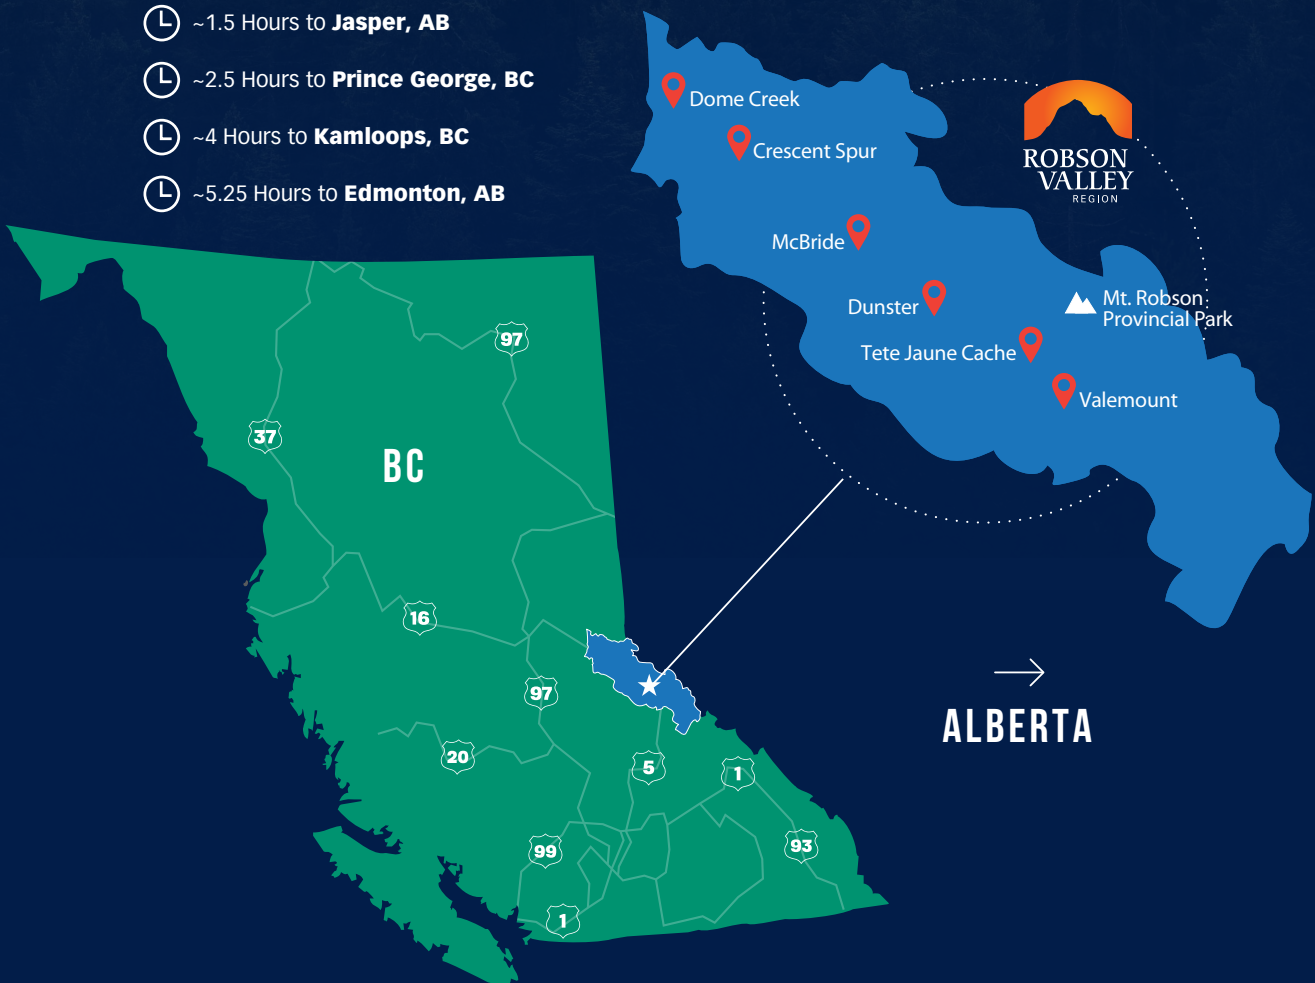 ~1.5 Hours to Jasper, AB
~2.5 Hours to Prince George, BC
~4 Hours to Kamloops, BC
~5.25 Hours to Edmonton, AB
Dome Creek
Crescent Spur
McBride
Dunster
Tete Jaune Cache
Valemount
Mt. Robson
Provincial Park
ROBSON
VALLEY
REGION
BC
97
37
16
97
20
5
1
99
93
1
ALBERTA